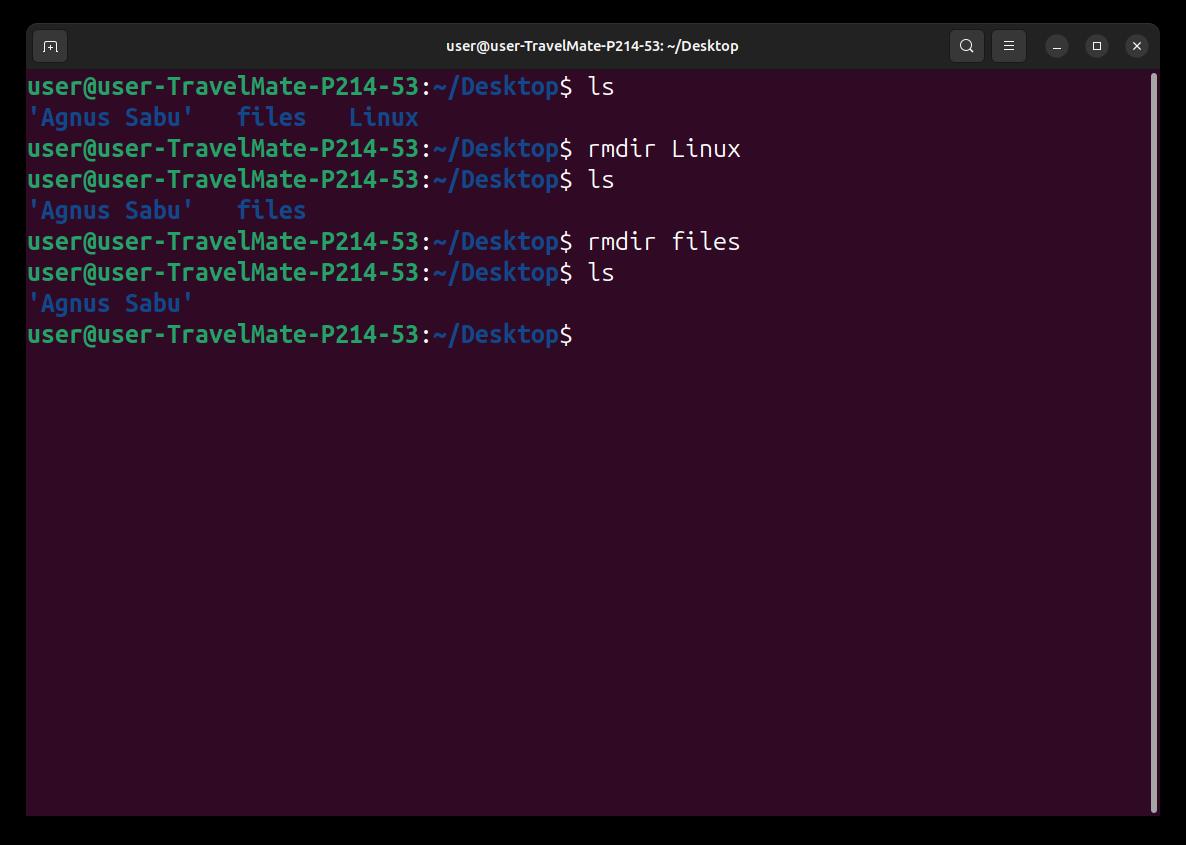 user@user-TravelMate-P214-53: ~/Desktop
user@user-TravelMate-P214-53:~/Desktop$ ls
'Agnus Sabu'   files   Linux
user@user-TravelMate-P214-53:~/Desktop$ rmdir Linux
user@user-TravelMate-P214-53:~/Desktop$ ls
'Agnus Sabu'   files
user@user-TravelMate-P214-53:~/Desktop$ rmdir files
user@user-TravelMate-P214-53:~/Desktop$ ls
'Agnus Sabu'
user@user-TravelMate-P214-53:~/Desktop$